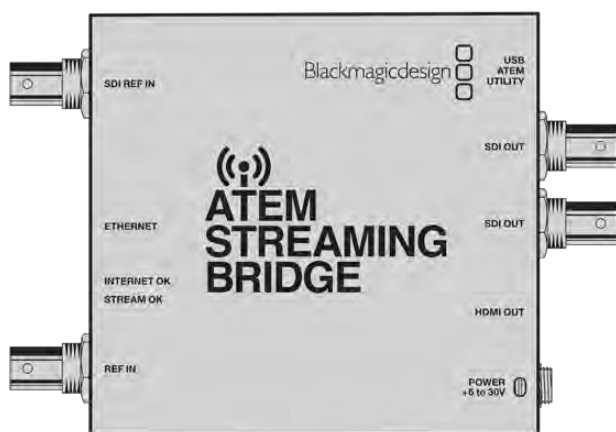 Blackmagicdesign
USB
ATEM
UTILITY
SDI REF IN
SDI OUT
ATEM
STREAMING
BRIDGE
ETHERNET
SDI OUT
INTERNET OK
STREAM OK
HDMI OUT
REF IN
POWER
+6 to 30V